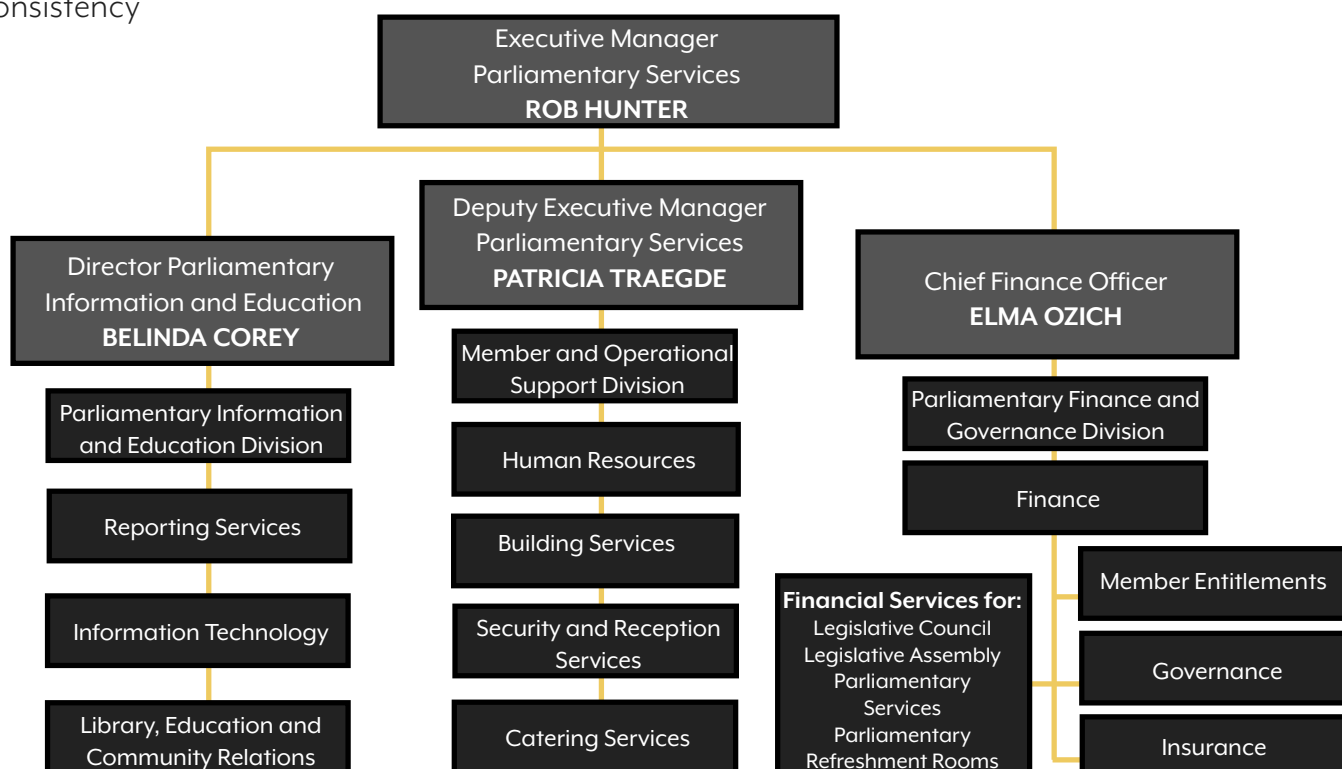 onsistency
Executive Manager
Parliamentary Services
ROB HUNTER
Deputy Executive Manager
Parliamentary Services
PATRICIA TRAEGDE
Director Parliamentary
Information and Education
BELINDA COREY
Chief Finance Officer
ELMA OZICH
Parliamentary Information
and Education Division
Reporting Services
Information Technology
Library, Education and
Community Relations
Member and Operational
Support Division
Human Resources
Building Services
Security and Reception
Services
Catering Services
Parliamentary Finance and
Governance Division
Finance
Financial Services for:
Legislative Council
Legislative Assembly
Parliamentary
Services
Parliamentary
Refreshment Rooms
Member Entitlements
Governance
Insurance